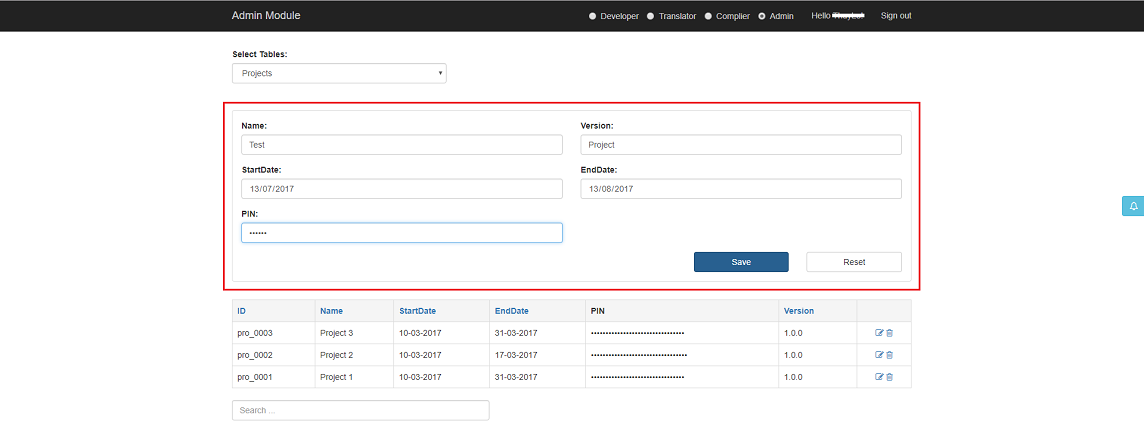 Admin Module Developer Translator Complier Admin Hello Sign out
Select Tables:
Projects
Name: Version:
Test Project
StartDate: EndDate:
13/07/2017 13/08/2017
PIN:
••••••
Save Reset
ID Name StartDate EndDate PIN Version
pro_0003 Project 3 10-03-2017 31-03-2017 1.0.0
pro_0002 Project 2 10-03-2017 17-03-2017 1.0.0
pro_0001 Project 1 10-03-2017 31-03-2017 1.0.0
Search ...